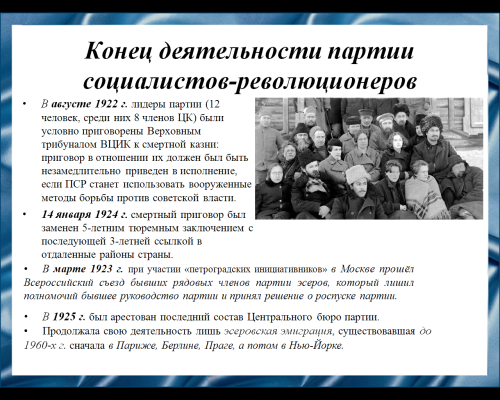 Конец деятельности партии
социалистов-революционеров
• В августе 1922 г. лидеры партии (12
человек, среди них 8 членов ЦК) были
условно приговорены Верховным
трибуналом ВЦИК к смертной казни:
приговор в отношении их должен был быть
незамедлительно приведен в исполнение,
если ПСР станет использовать вооруженные
методы борьбы против советской власти.
• 14 января 1924 г. смертный приговор был
заменен 5-летним тюремным заключением с
последующей 3-летней ссылкой в
отдаленные районы страны.
• В марте 1923 г. при участии «петроградских инициативников» в Москве прошёл
Всероссийский съезд бывших рядовых членов партии эсеров, который лишил
полномочий бывшее руководство партии и принял решение о роспуске партии.
• В 1925 г. был арестован последний состав Центрального бюро партии.
• Продолжала свою деятельность лишь эсеровская эмиграция, существовавшая до
1960-х г. сначала в Париже, Берлине, Праге, а потом в Нью-Йорке.